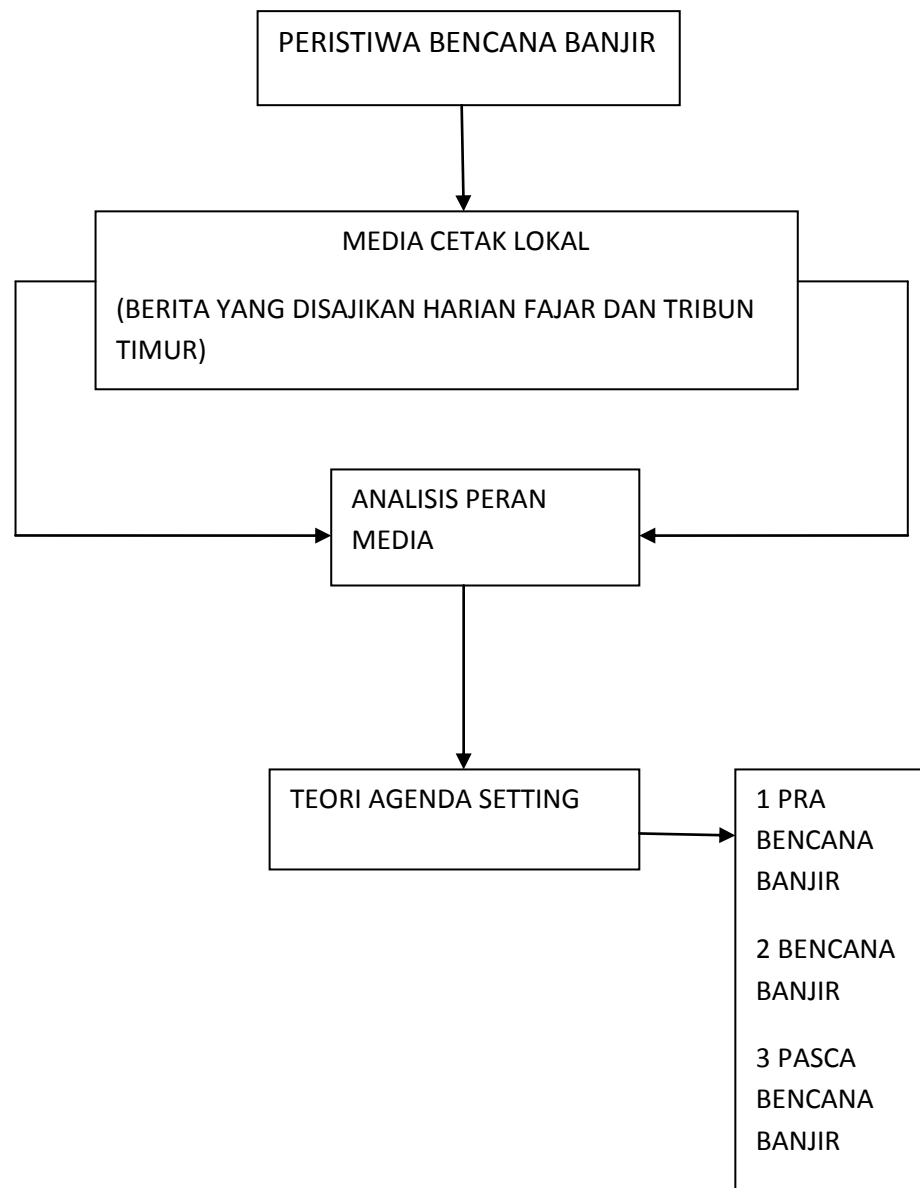 PERISTIWA BENCANA BANJIR
MEDIA CETAK LOKAL
(BERITA YANG DISAJIKAN HARIAN FAJAR DAN TRIBUN
TIMUR)
ANALISIS PERAN
MEDIA
TEORI AGENDA SETTING
1 PRA
BENCANA
BANJIR
2 BENCANA
BANJIR
3 PASCA
BENCANA
BANJIR